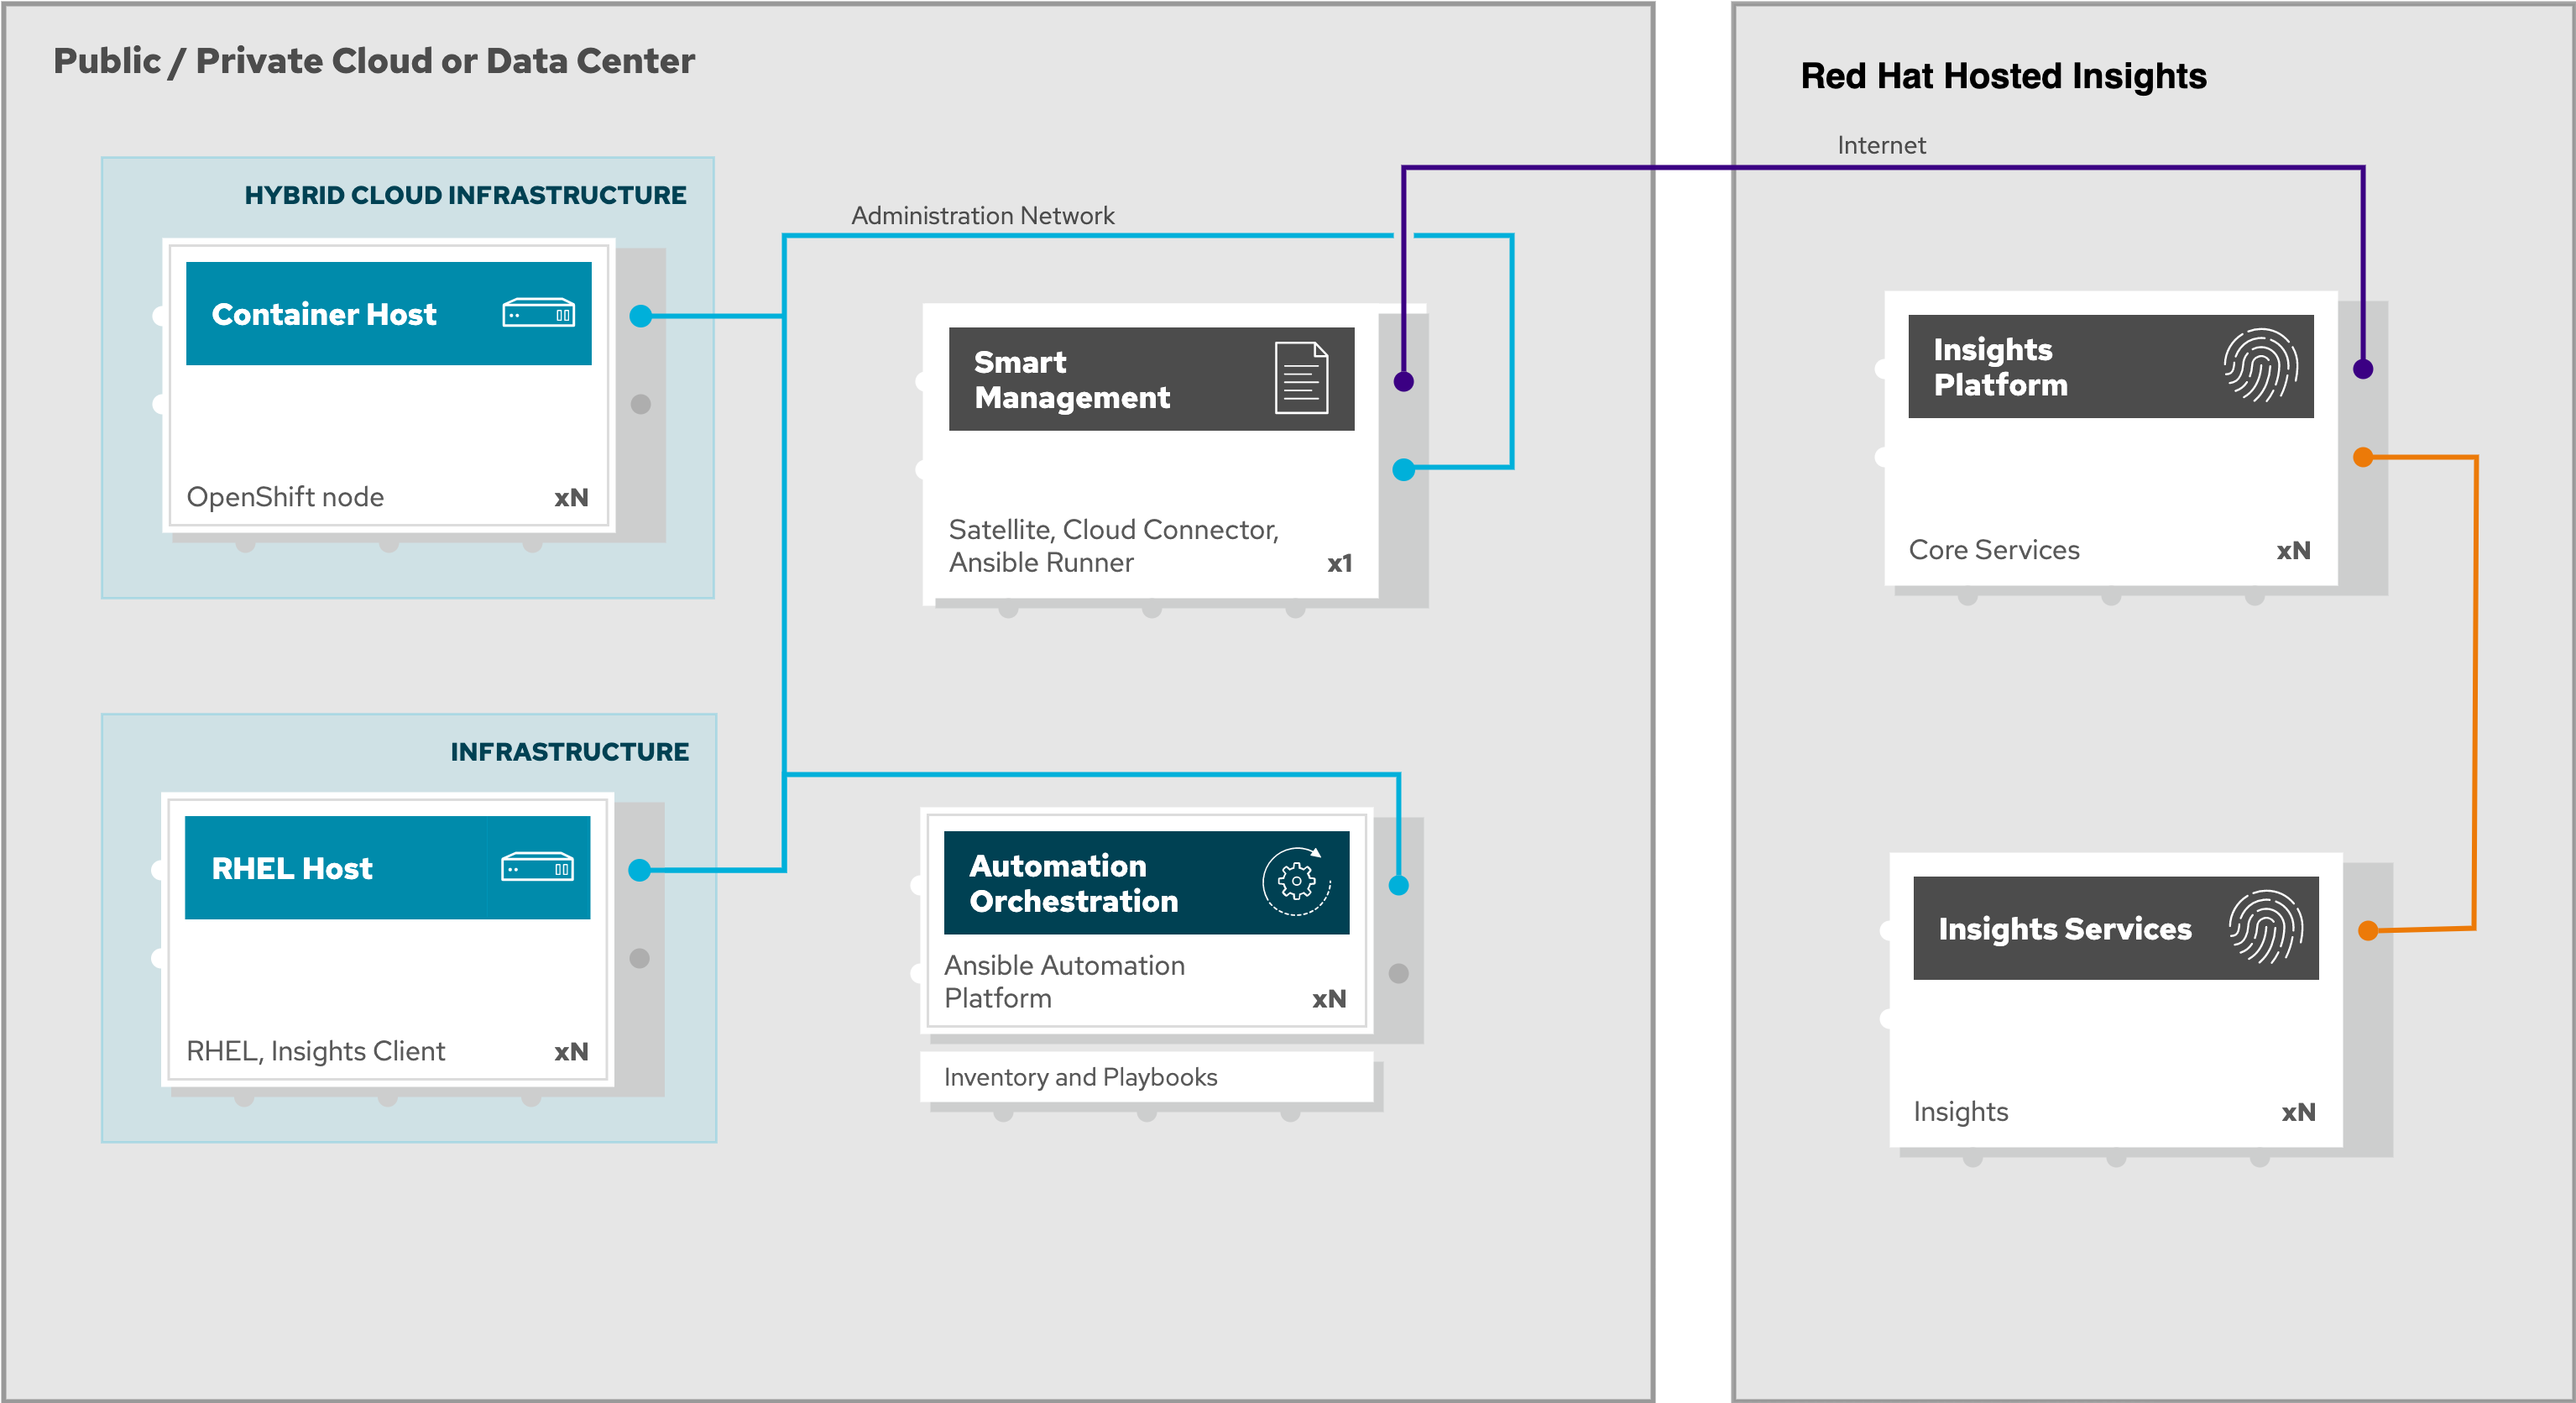 Public / Private Cloud or Data Center
HYBRID CLOUD INFRASTRUCTURE
Container Host
OpenShift node
xN
INFRASTRUCTURE
RHEL Host
RHEL, Insights Client
xN
Administration Network
Smart
Management
Satellite, Cloud Connector,
Ansible Runner
x1
Automation
Orchestration
Ansible Automation
Platform
xN
Inventory and Playbooks
Red Hat Hosted Insights
Internet
Insights
Platform
Core Services
xN
Insights Services
Insights
xN